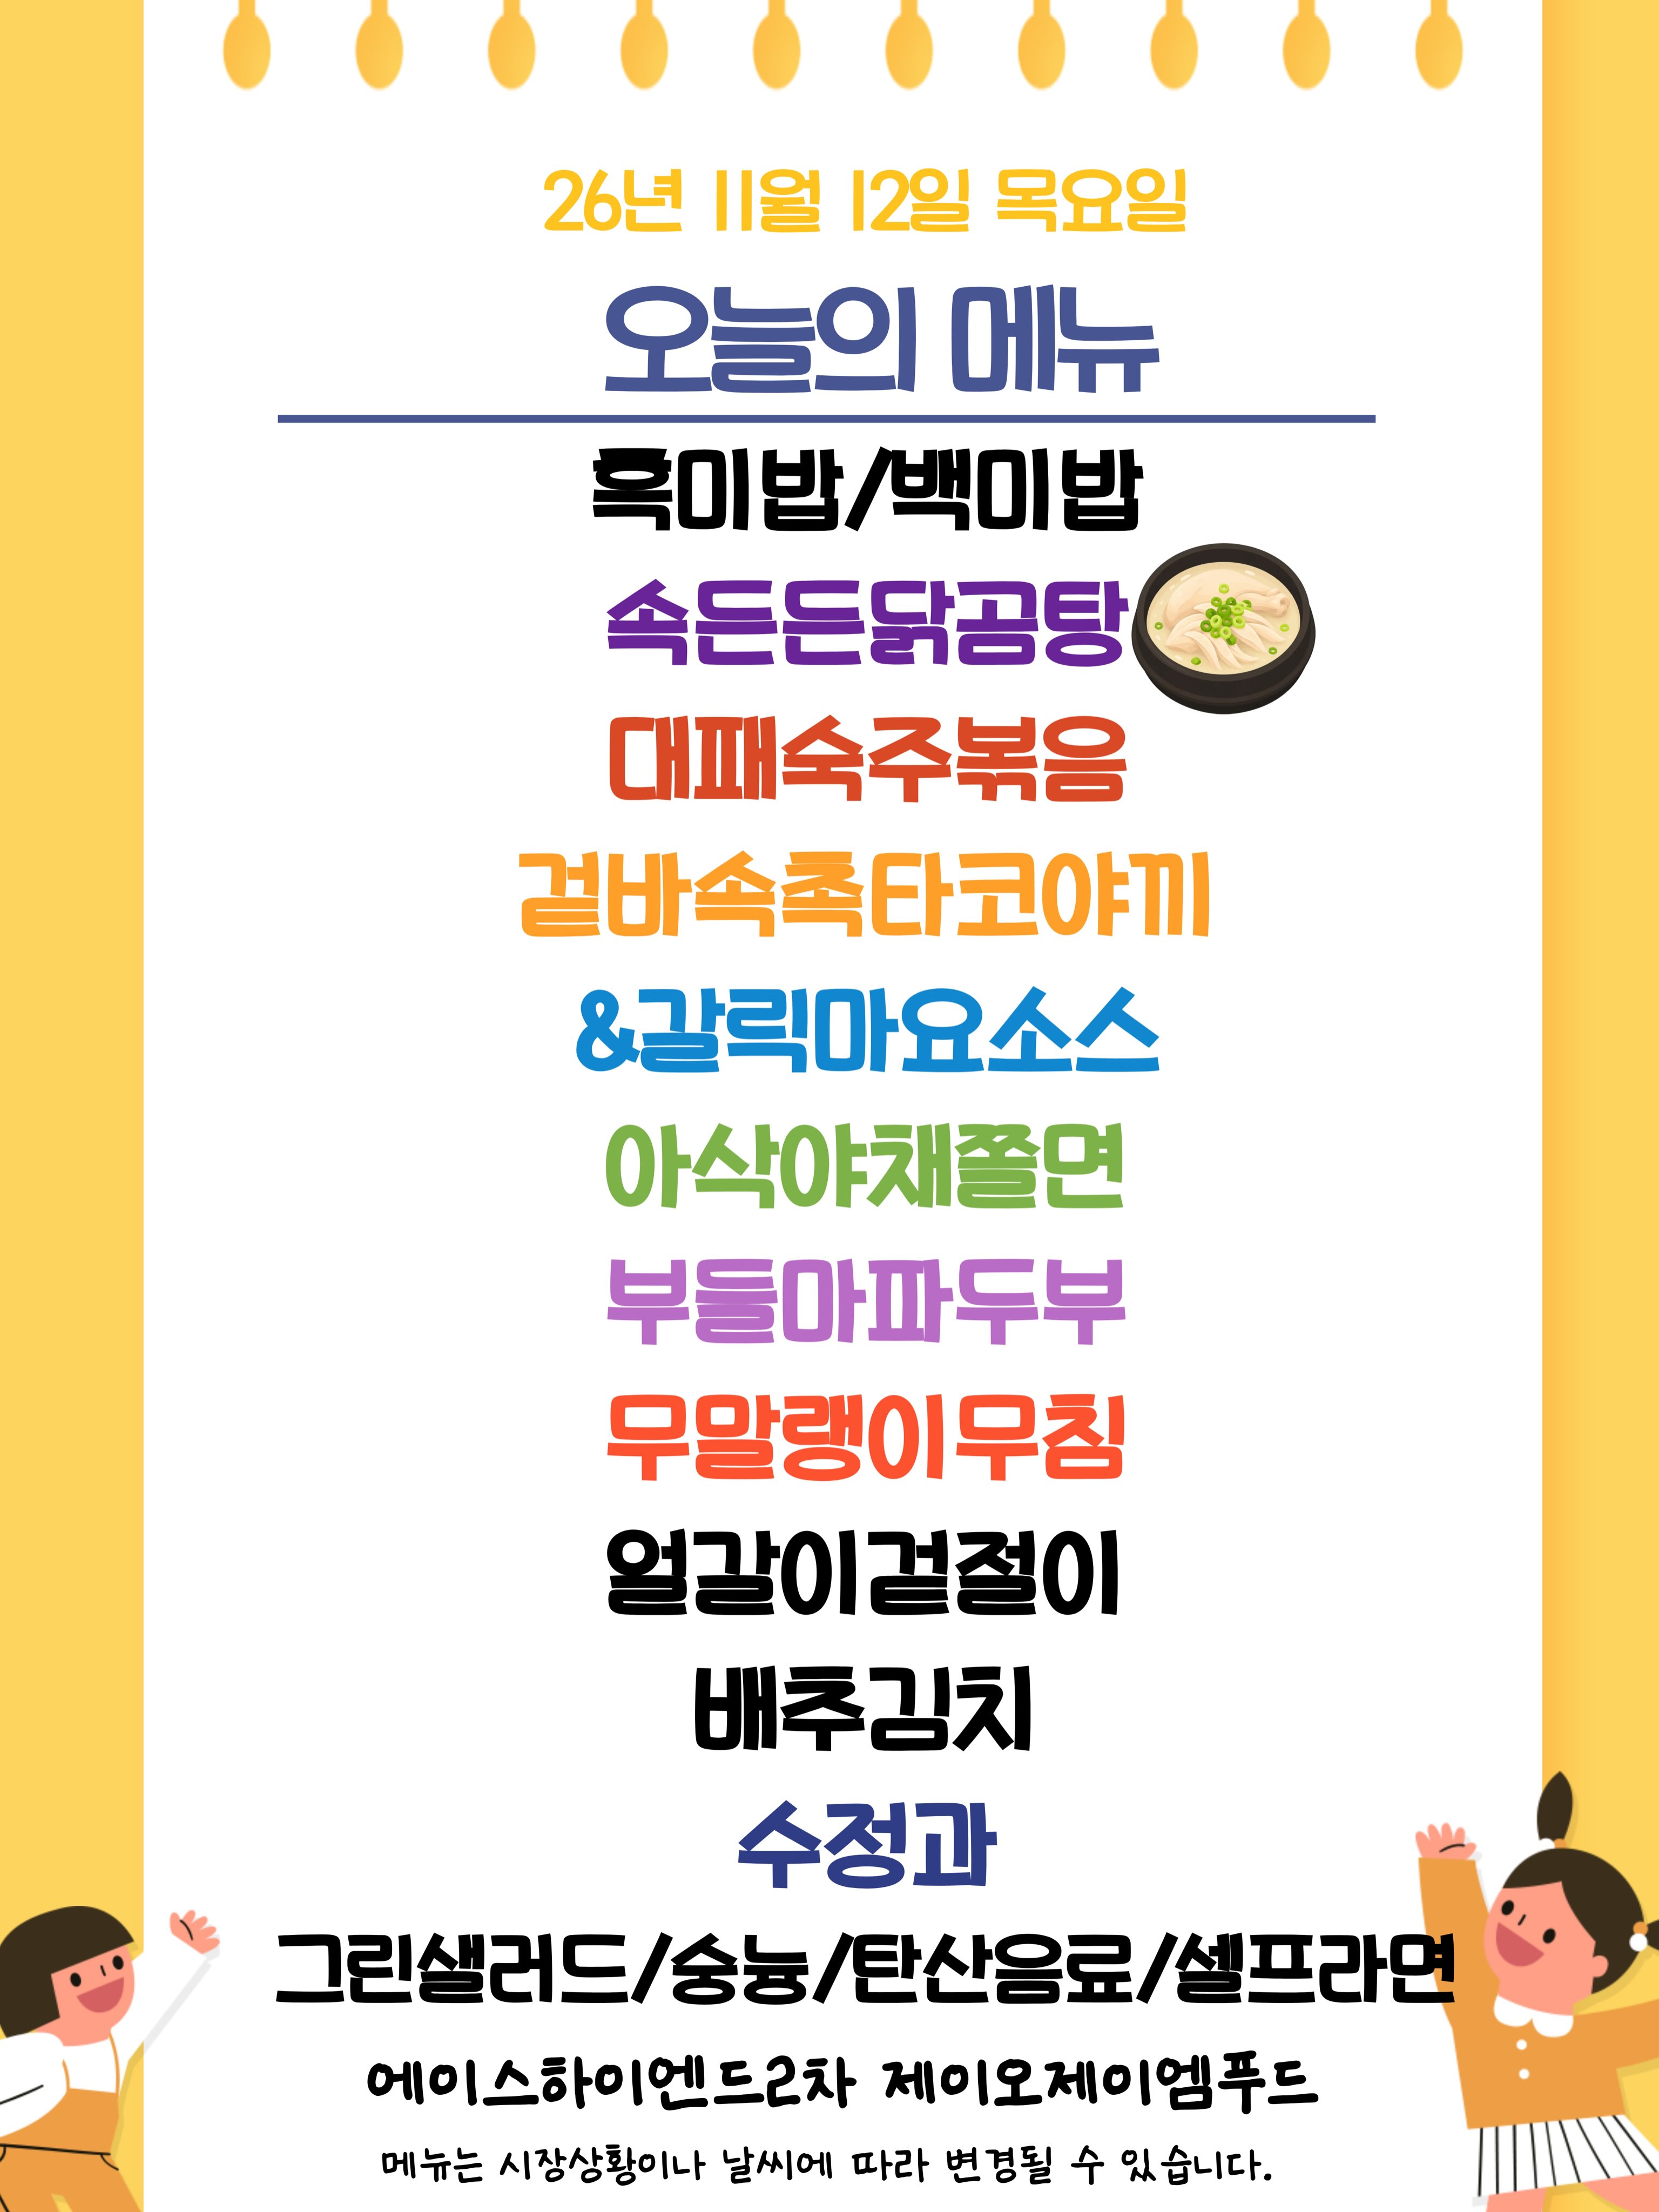 26년 11월 12일 목요일
오늘의 메뉴
흑미밥/백미밥
속든든닭곰탕
대패숙주볶음
겉바속촉타코야끼
&갈릭마요소스
아삭야채쫄면
부들마파두부
무말랭이무침
얼갈이겉절이
배추김치
수정과
그린샐러드/숭늉/탄산음료/셀프라면
에이스하이엔드2차 제이오제이엠푸드
메뉴는 시장상황이나 날씨에 따라 변경될 수 있습니다.